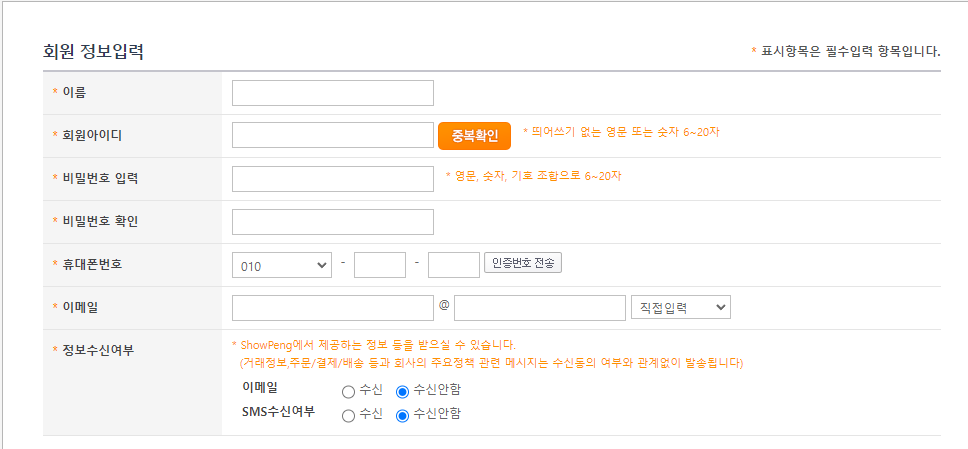 회원 정보입력
* 표시항목은 필수입력 항목입니다.
* 이름
* 회원아이디 중복확인 * 띄어쓰기 없는 영문 또는 숫자 6~20자
* 비밀번호 입력 * 영문, 숫자, 기호 조합으로 6~20자
* 비밀번호 확인
* 휴대폰번호 010 - - 인증번호 전송
* 이메일 @ 직접입력
* 정보수신여부 * ShowPeng에서 제공하는 정보 등를 받으실 수 있습니다.
(거래정보,주문/결제/배송 등과 회사의 주요정책 관련 메시지는 수신동의 여부와 관계없이 발송됩니다)
이메일 수신 수신안함
SMS수신여부 수신 수신안함